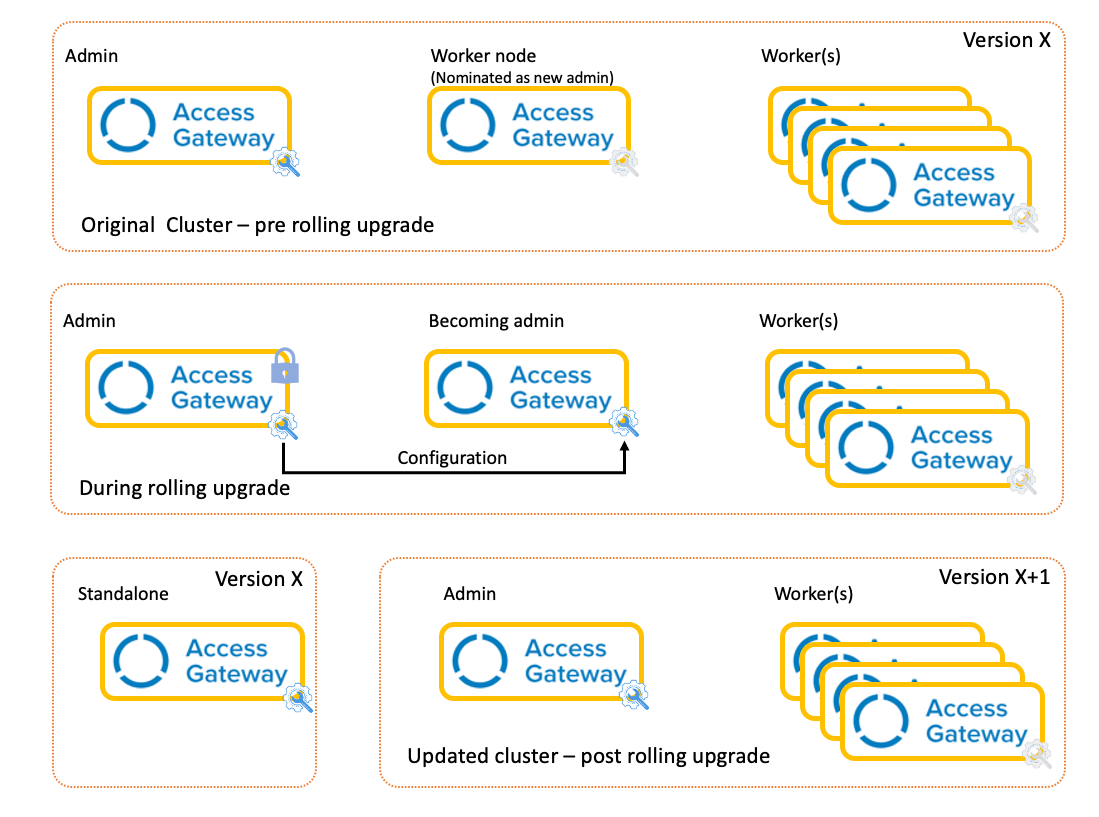 Version X
Admin
Worker node
(Nominated as new admin)
Worker(s)
Access
Gateway
Access
Gateway
Access
Gateway
Original Cluster – pre rolling upgrade
Admin
Becoming admin
Worker(s)
Access
Gateway
Access
Gateway
Access
Gateway
Configuration
During rolling upgrade
Version X
Standalone
Access
Gateway
Version X+1
Admin
Worker(s)
Access
Gateway
Access
Gateway
Updated cluster – post rolling upgrade